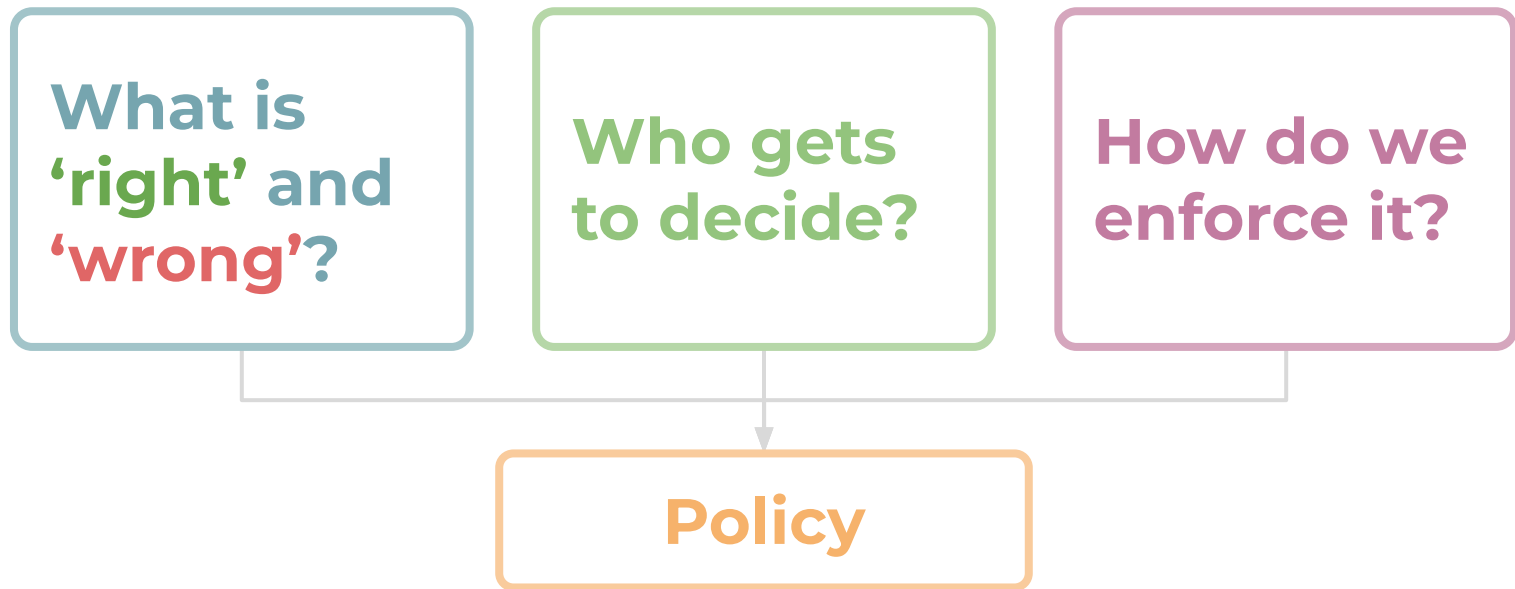 What is
‘right’ and
‘wrong’?
Who gets
to decide?
How do we
enforce it?
Policy